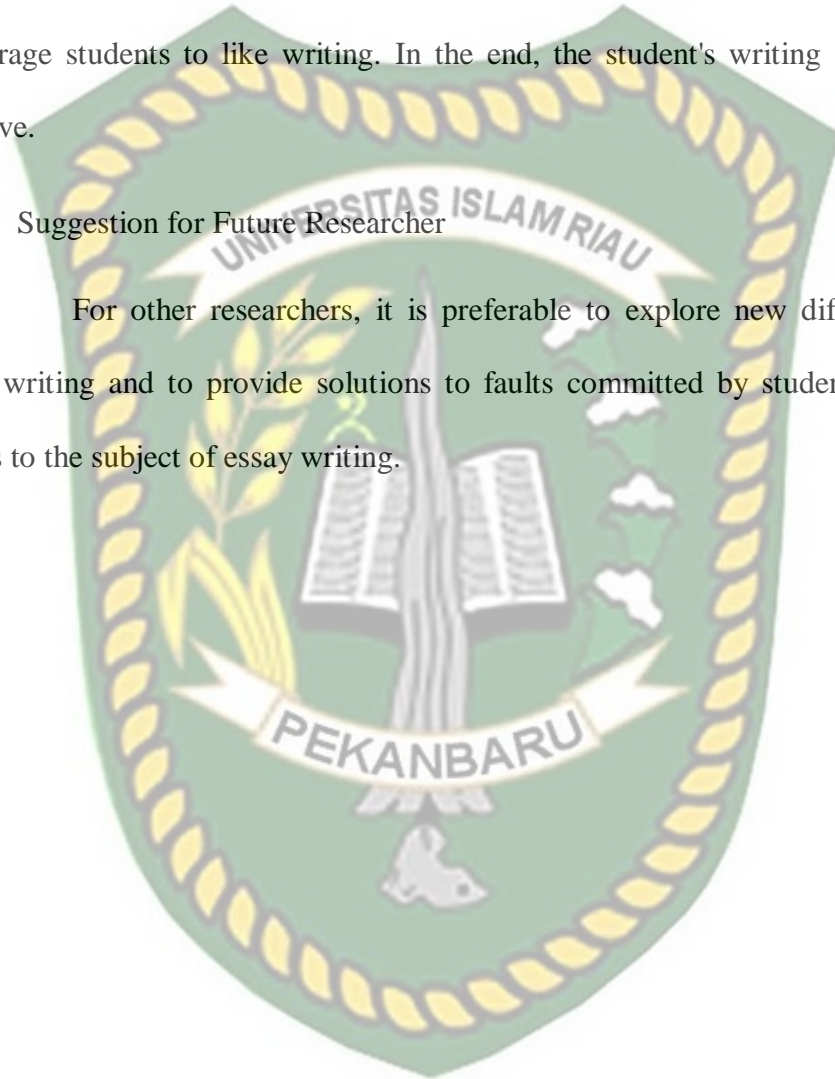 rage students to like writing. In the end, the student's writing
ve.
UNIVERSITAS ISLAM RIAU
Suggestion for Future Researcher
For other researchers, it is preferable to explore new dif
writing and to provide solutions to faults committed by studen
s to the subject of essay writing.
PEKANBARU